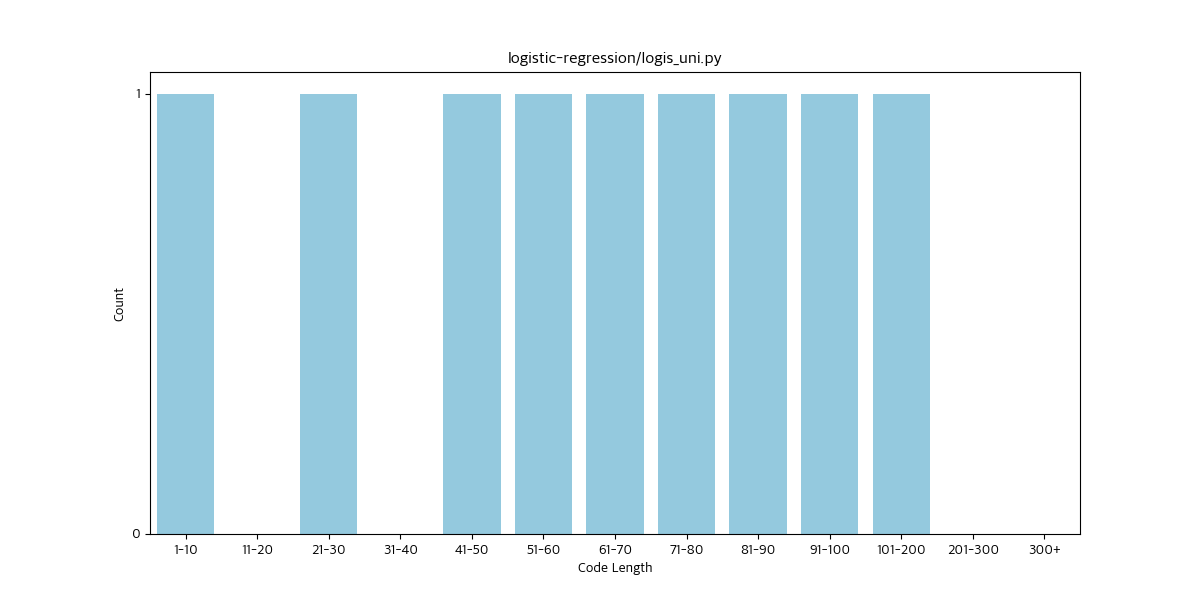 logistic-regression/logis_uni.py
1
Count
0
1-10 11-20 21-30 31-40 41-50 51-60 61-70 71-80 81-90 91-100 101-200 201-300 300+
Code Length